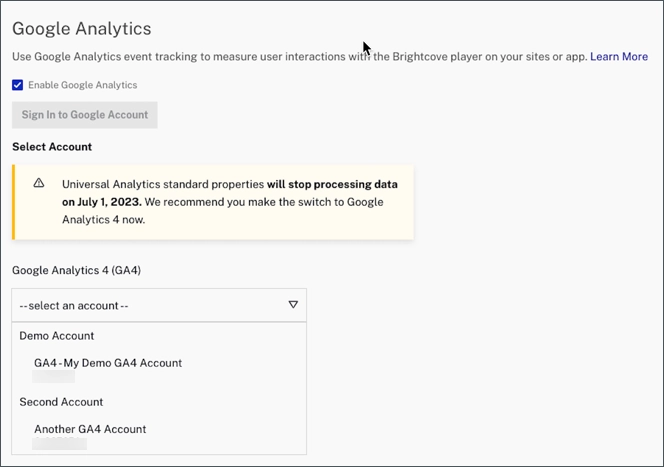 Google Analytics
Use Google Analytics event tracking to measure user interactions with the Brightcove player on your sites or app. Learn More
Enable Google Analytics
Sign In to Google Account
Select Account
Universal Analytics standard properties will stop processing data
on July 1, 2023. We recommend you make the switch to Google
Analytics 4 now.
Google Analytics 4 (GA4)
--select an account--
Demo Account
GA4-My Demo GA4 Account
Second Account
Another GA4 Account